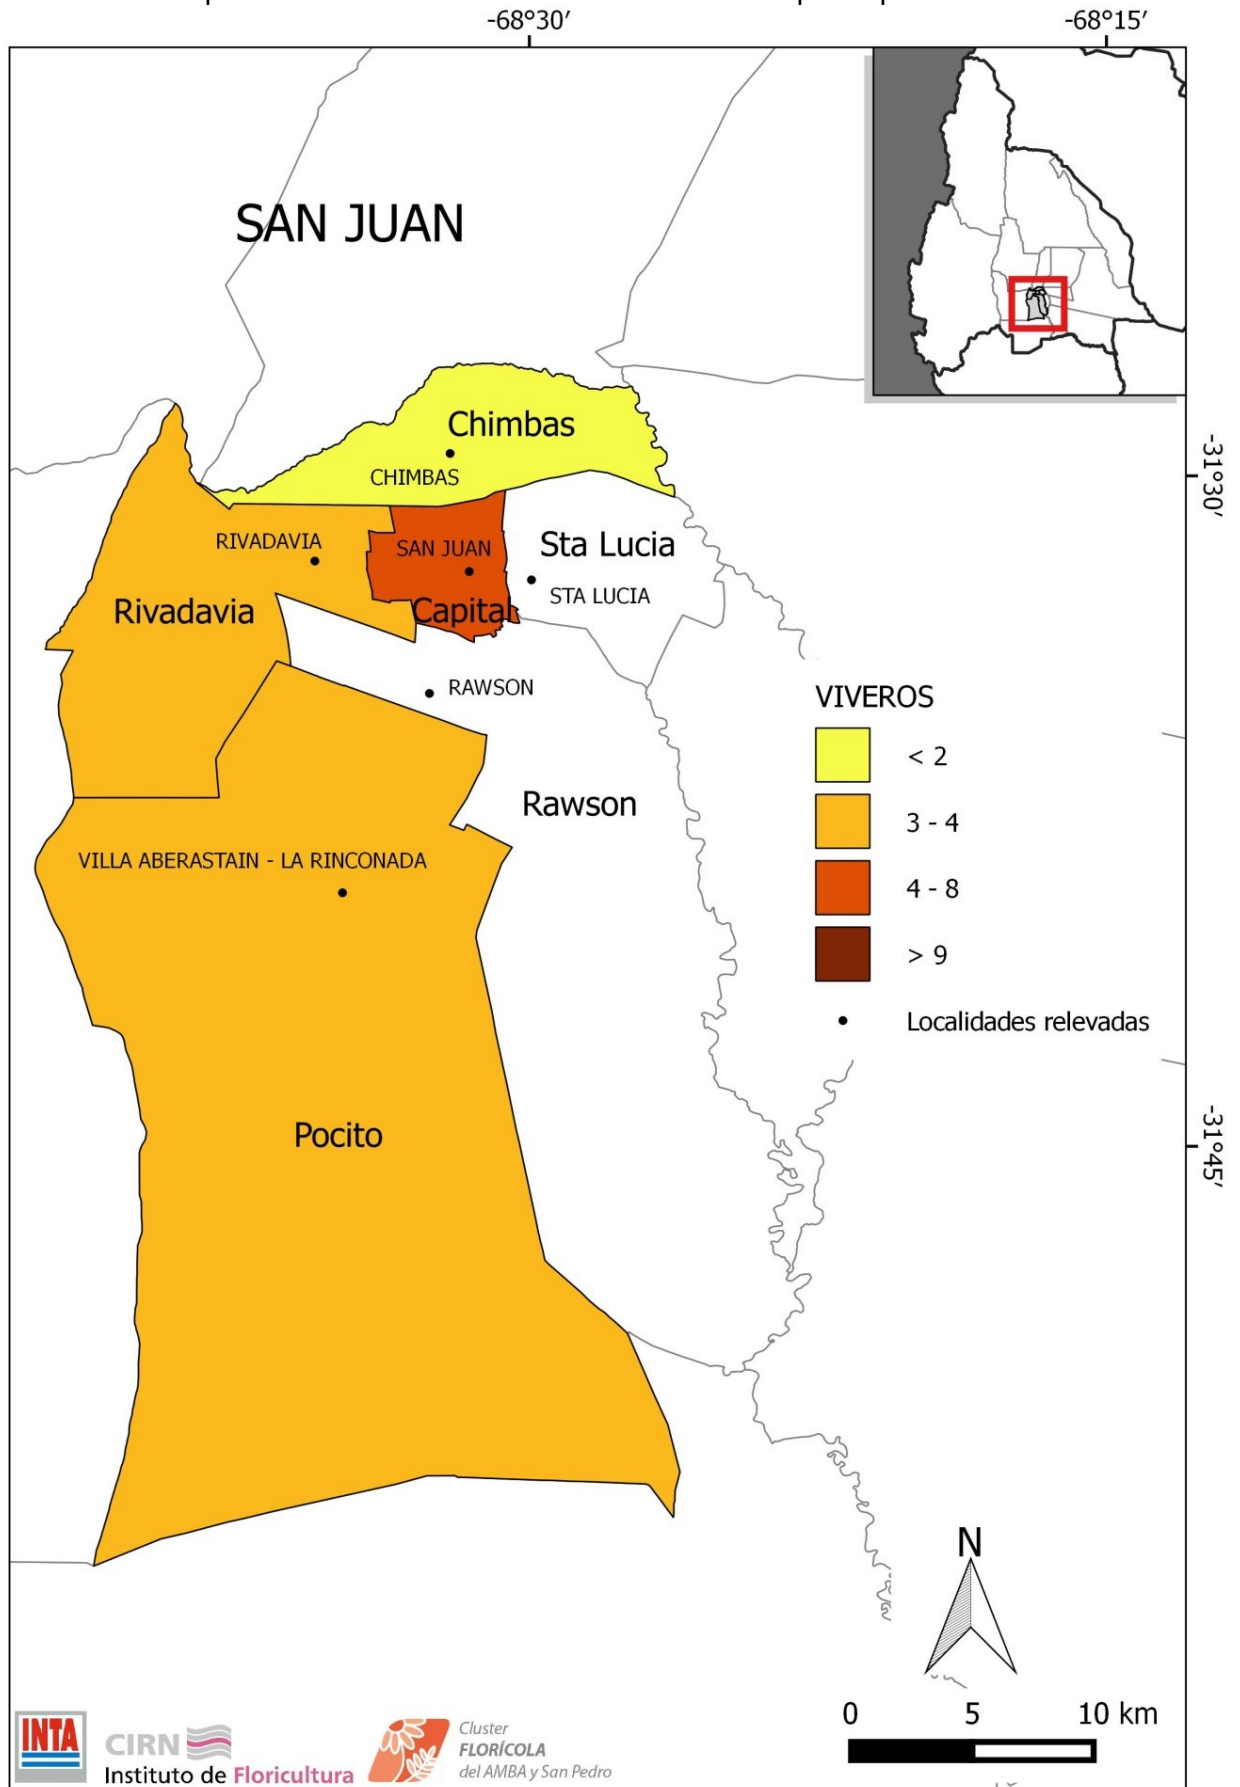 -68°30′
-68°15′
SAN JUAN
Chimbas
CHIMBAS
-31°30′
RIVADAVIA
SAN JUAN
Sta Lucia
STA LUCIA
Rivadavia
Capital
RAWSON
VIVEROS
< 2
Rawson
3 - 4
VILLA ABERASTAIN - LA RINCONADA
4 - 8
> 9
Localidades relevadas
Pocito
-31°45′
N
0 5 10 km
INTA
CIRN
Instituto de Floricultura
Cluster
FLORÍCOLA
del AMBA y San Pedro